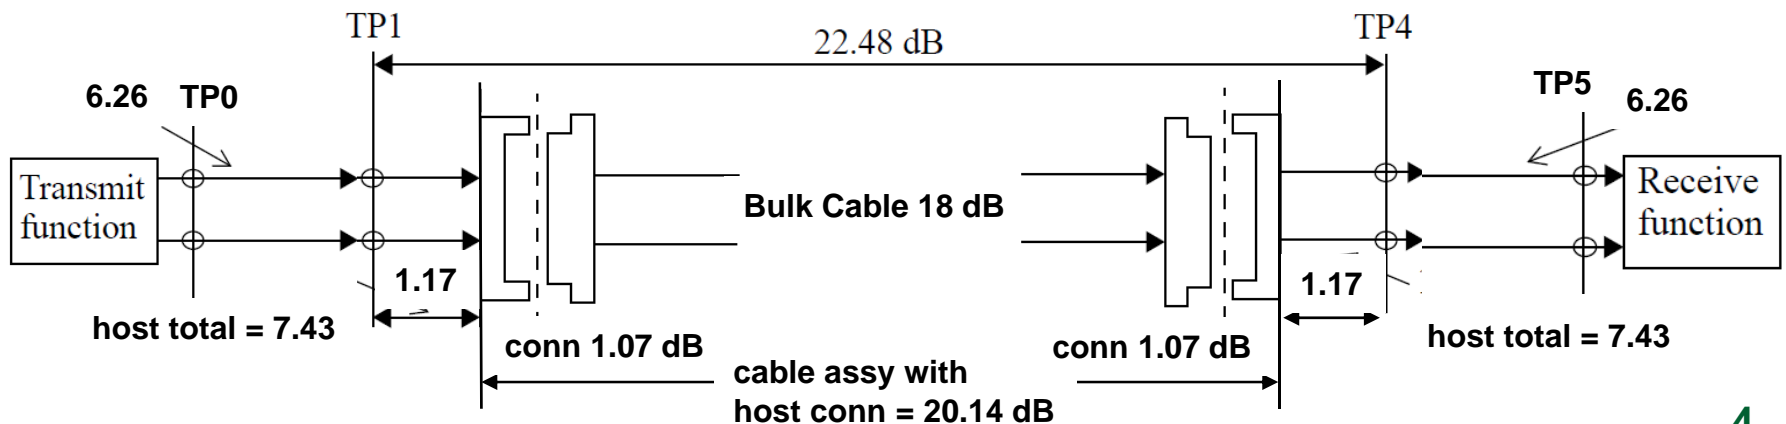 TP1
22.48 dB
TP4
6.26 TP0
TP5 6.26
Transmit
function
Bulk Cable 18 dB
Receive
function
1.17
1.17
host total = 7.43
conn 1.07 dB
conn 1.07 dB
host total = 7.43
cable assy with
host conn = 20.14 dB
4